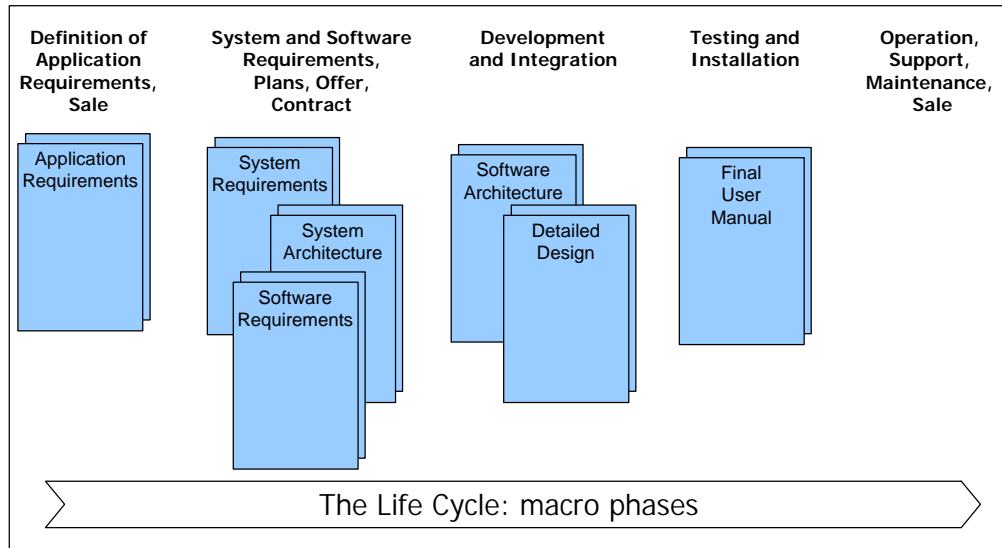 Definition of
Application
Requirements,
Sale
System and Software
Requirements,
Plans, Offer,
Contract
Development
and Integration
Testing and
Installation
Operation,
Support,
Maintenance,
Sale
Application
Requirements
System
Requirements
System
Architecture
Software
Requirements
Software
Architecture
Detailed
Design
Final
User
Manual
The Life Cycle: macro phases